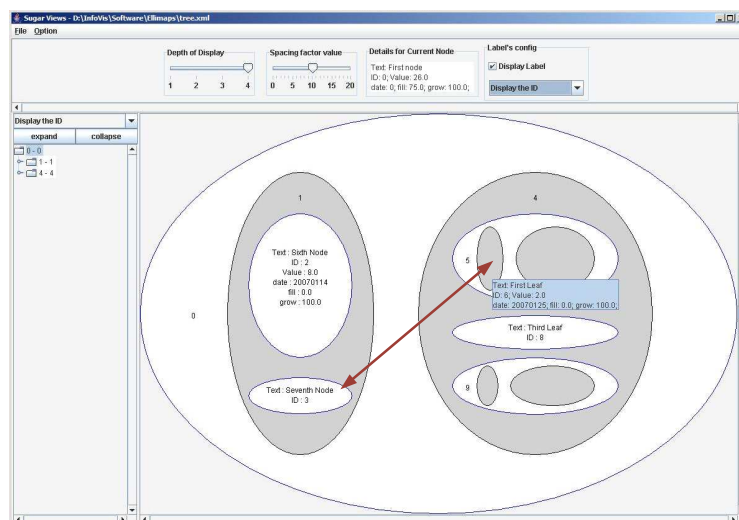 Sugar Views - D:\InfoVis\Software\Ellimaps\tree.xml
File Option
Depth of Display
1 2 3 4
Spacing factor value
0 5 10 15 20
Details for Current Node
Text: First node
ID: 0; Value: 26.0
date: 0; fill: 75.0; grow: 100.0;
Label's config
Display Label
Display the ID
Display the ID
expand collapse
0 - 0
1 - 1
4 - 4
0
1
Text : Sixth Node
ID : 2
Value : 8.0
date : 20070114
fill : 0.0
grow : 100.0
Text : Seventh Node
ID : 3
4
5
Text: First Leaf
ID: 6; Value: 2.0
date: 20070125; fill: 0.0; grow: 100.0;
Text : Third Leaf
ID : 8
9